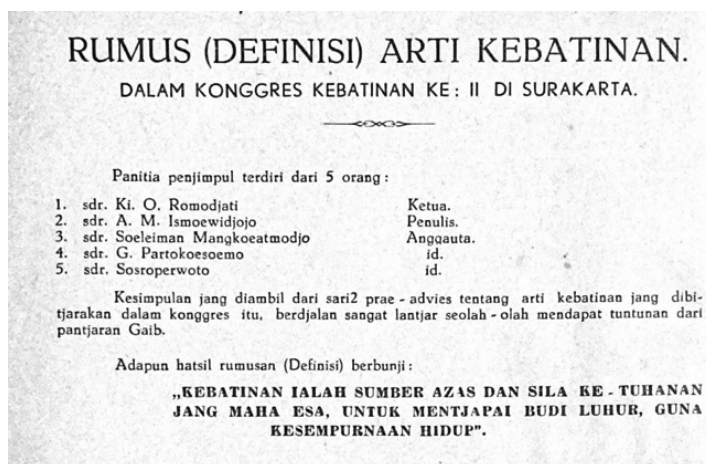 RUMUS (DEFINISI) ARTI KEBATINAN.
DALAM KONGGRES KEBATINAN KE: II DI SURAKARTA.
Panitia penjimpul terdiri dari 5 orang:
1. sdr. Ki. O. Romodjati Ketua.
2. sdr. A. M. Ismoewidjojo Penulis.
3. sdr. Soeleiman Mangkoeatmodjo Anggauta.
4. sdr. G. Partokoesoemo id.
5. sdr. Sosroperwoto id.
Kesimpulan jang diambil dari sari2 prae - advies tentang arti kebatinan jang dibi-
tjarakan dalam konggres itu, berdjalan sangat lantjar seolah - olah mendapat tuntunan dari
pantjaran Gaib.
Adapun hatsil rumusan (Definisi) berbunji:
„KEBATINAN IALAH SUMBER AZAS DAN SILA KE - TUHANAN
JANG MAHA ESA, UNTUK MENTJAPAI BUDI LUHUR, GUNA
KESEMPURNAAN HIDUP”.